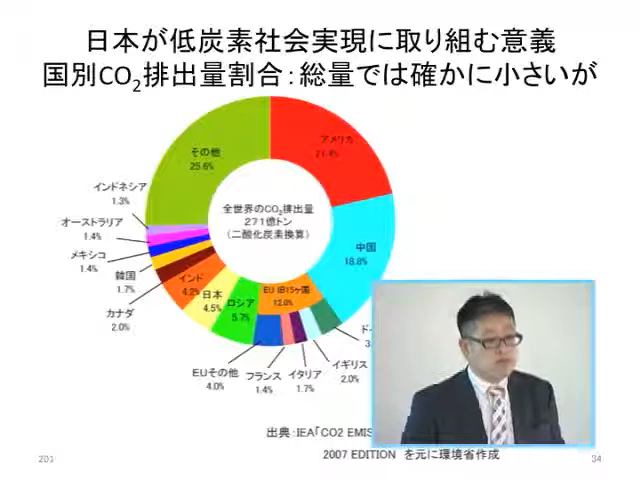 日本が低炭素社会実現に取り組む意義
国別CO2排出量割合：総量では確かに小さいが
アメリカ
21.4%
中国
18.8%
ド
3
イギリス
2.0%
イタリア
1.7%
フランス
1.4%
EUその他
4.0%
EU 旧15ヶ国
12.0%
ロシア
5.7%
日本
4.5%
インド
4.2%
カナダ
2.0%
韓国
1.7%
メキシコ
1.4%
オーストラリア
1.4%
インドネシア
1.3%
その他
25.6%
全世界のCO2排出量
271億トン
（二酸化炭素換算）
出典：IEA「CO2 EMIS
2007 EDITION を元に環境省作成
201
34